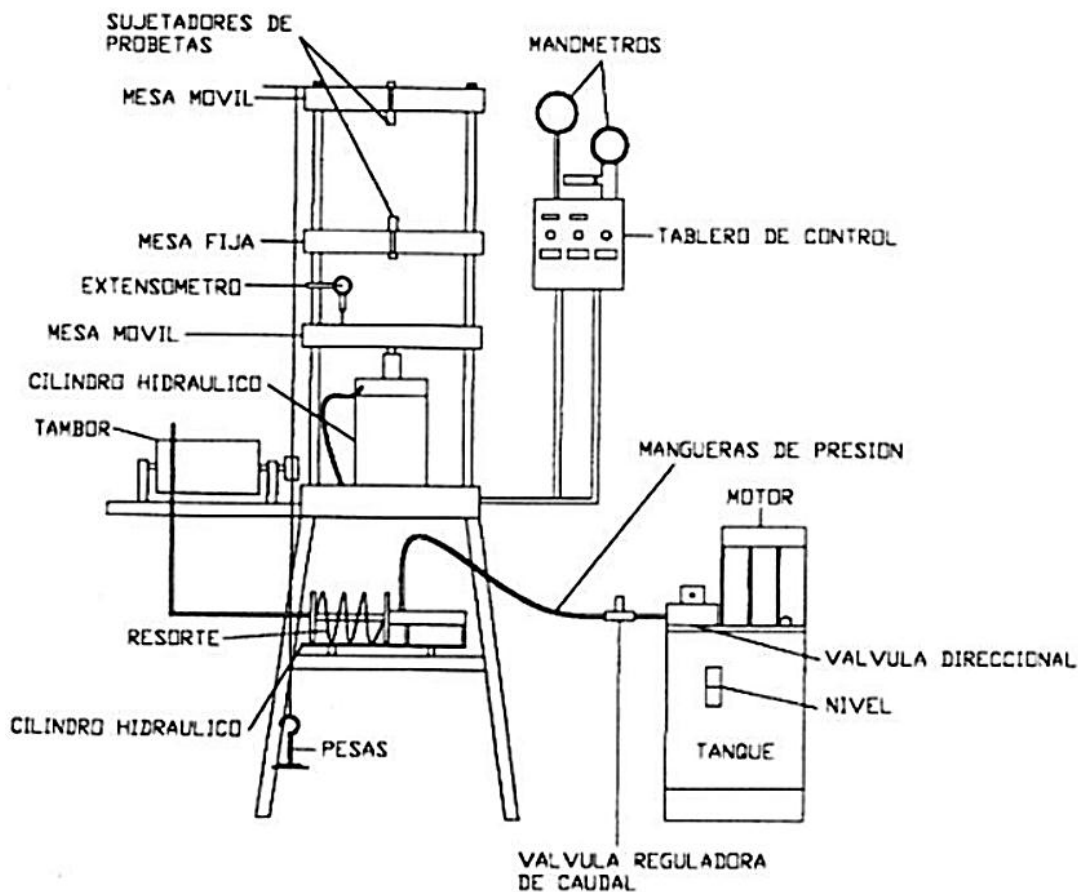 SUJETADORES DE
PROBETAS
MANOMETROS
MESA MOVIL
MESA FIJA
TABLERO DE CONTROL
EXTENSOMETRO
MESA MOVIL
CILINDRO HIDRAULICO
TAMBOR
MANGUERAS DE PRESION
MOTOR
RESORTE
VALVULA DIRECCIONAL
NIVEL
CILINDRO HIDRAULICO
PESAS
TANQUE
VALVULA REGULADORA
DE CAUDAL